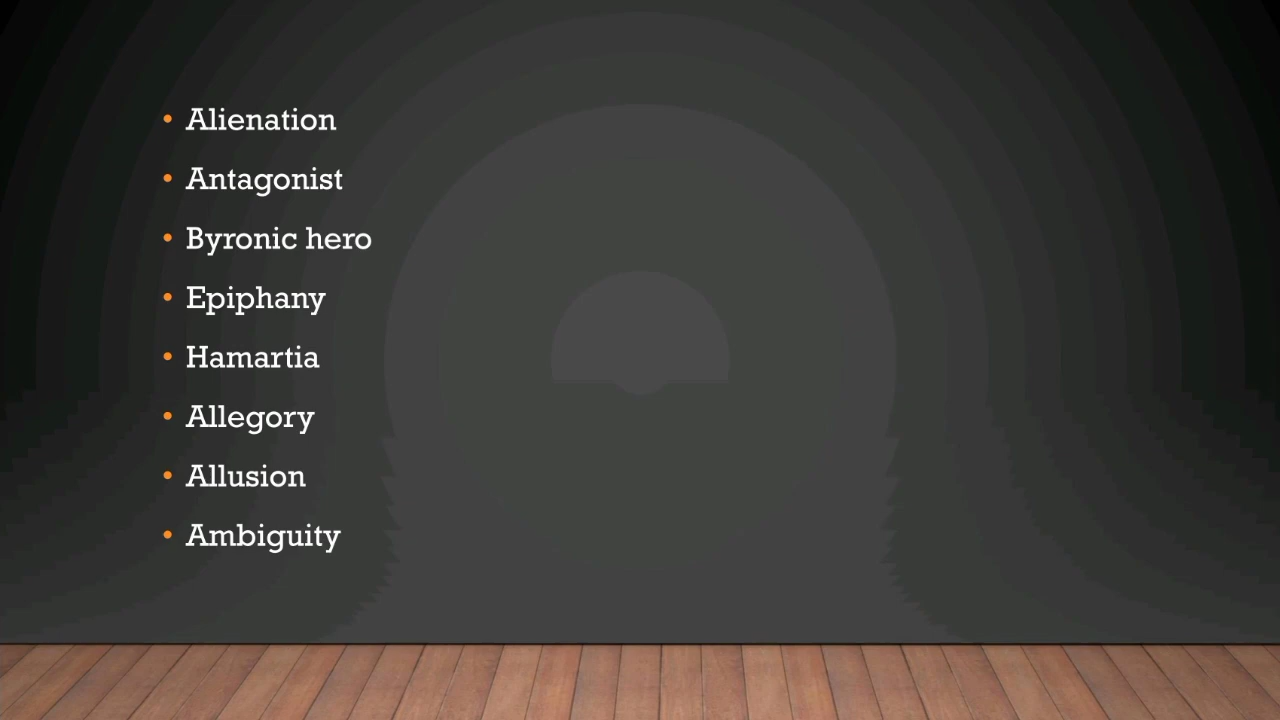 • Alienation
• Antagonist
• Byronic hero
• Epiphany
• Hamartia
• Allegory
• Allusion
• Ambiguity